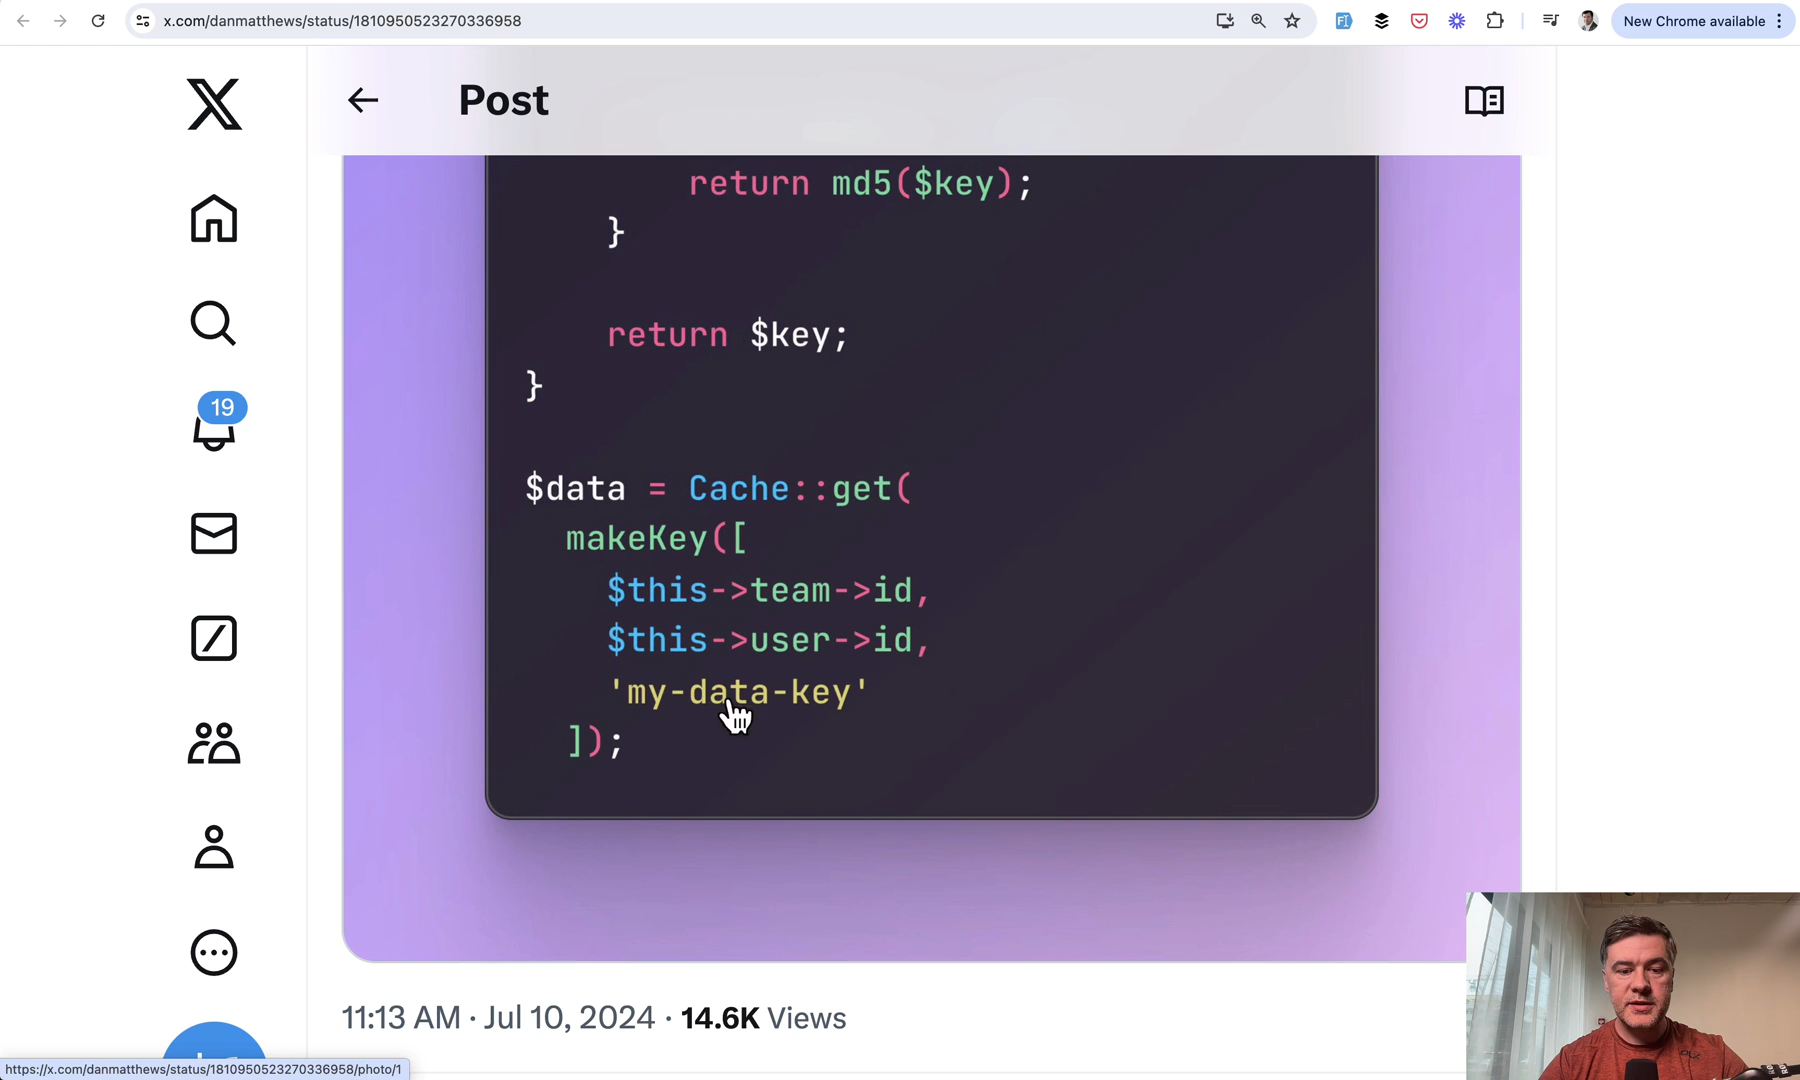 x.com/danmatthews/status/1810950523270336958
New Chrome available
Post
return md5($key);
}
return $key;
}
$data = Cache::get(
makeKey([
$this->team->id,
$this->user->id,
'my-data-key'
]);
19
11:13 AM · Jul 10, 2024 · 14.6K Views
https://x.com/danmatthews/status/1810950523270336958/photo/1